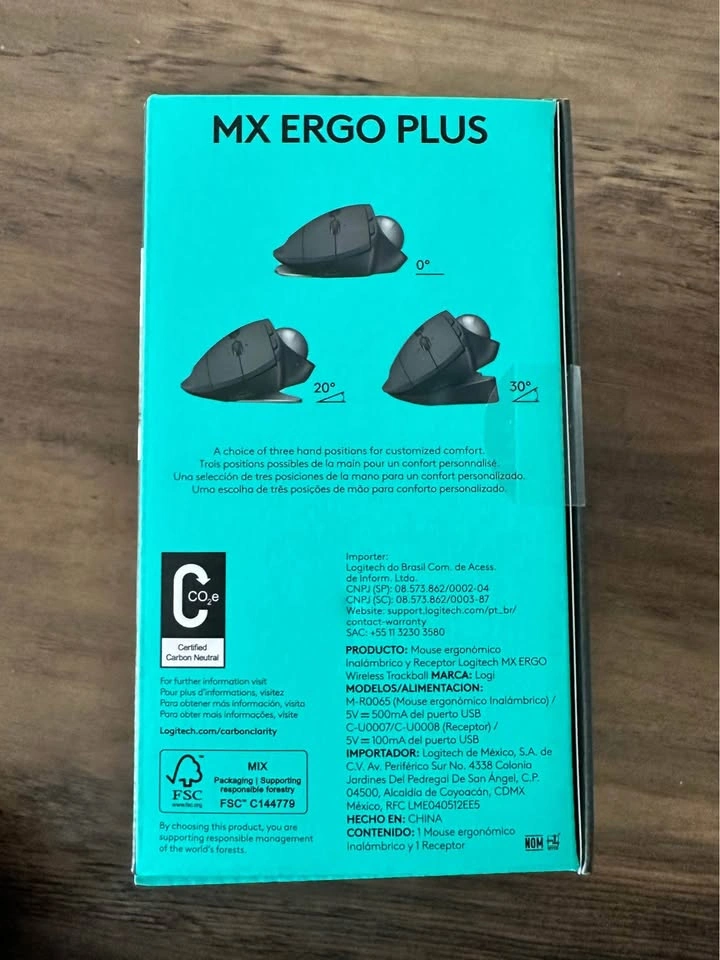 MX ERGO PLUS
0°
20°
30°
A choice of three hand positions for customized comfort.
Trois positions possibles de la main pour un confort personnalisé.
Una selección de tres posiciones de la mano para un confort personalizado.
Uma escolha de três posições de mão para conforto personalizado.
CO₂e
Certified
Carbon Neutral
For further information visit
Pour plus d'informations, visitez
Para obtener más información, visita
Para obter mais informações, visite
Logitech.com/carbonclarity
FSC™
www.fsc.org
MIX
Packaging | Supporting
responsible forestry
FSC™ C144779
By choosing this product, you are
supporting responsible management
of the world's forests.
Importer:
Logitech do Brasil Com. de Acess.
de Inform. Ltda.
CNPJ (SP): 08.573.862/0002-04
CNPJ (SC): 08.573.862/0003-87
Website: support.logitech.com/pt_br/
contact-warranty
SAC: +55 11 3230 3580
PRODUCTO: Mouse ergonómico
Inalámbrico y Receptor Logitech MX ERGO
Wireless Trackball MARCA: Logi
MODELOS/ALIMENTACION:
M-R0065 (Mouse ergonómico Inalámbrico) /
5V ⎓ 500mA del puerto USB
C-U0007/C-U0008 (Receptor) /
5V ⎓ 100mA del puerto USB
IMPORTADOR: Logitech de México, S.A. de
C.V. Av. Periférico Sur No. 4338 Colonia
Jardines Del Pedregal De San Ángel, C.P.
04500, Alcaldía de Coyoacán, CDMX
México, RFC LME040512EE5
HECHO EN: CHINA
CONTENIDO: 1 Mouse ergonómico
Inalámbrico y 1 Receptor
NOM